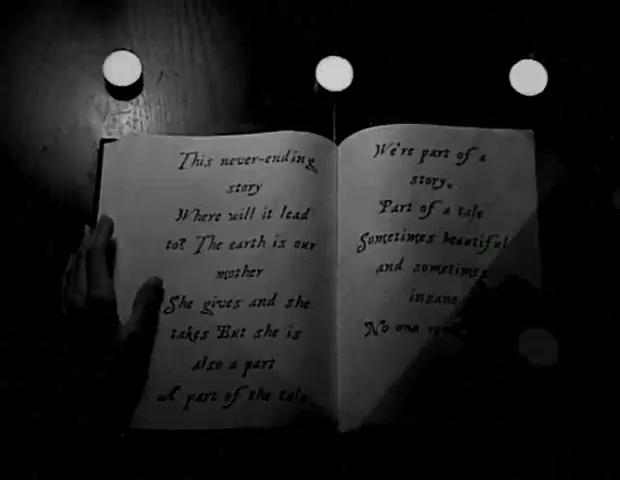 This never-ending
story
Where will it lead
to? The earth is our
mother
She gives and she
takes But she is
also a part
A part of the tale
We're part of a
story,
Part of a tale
Sometimes beautiful
and sometimes
insane
No one